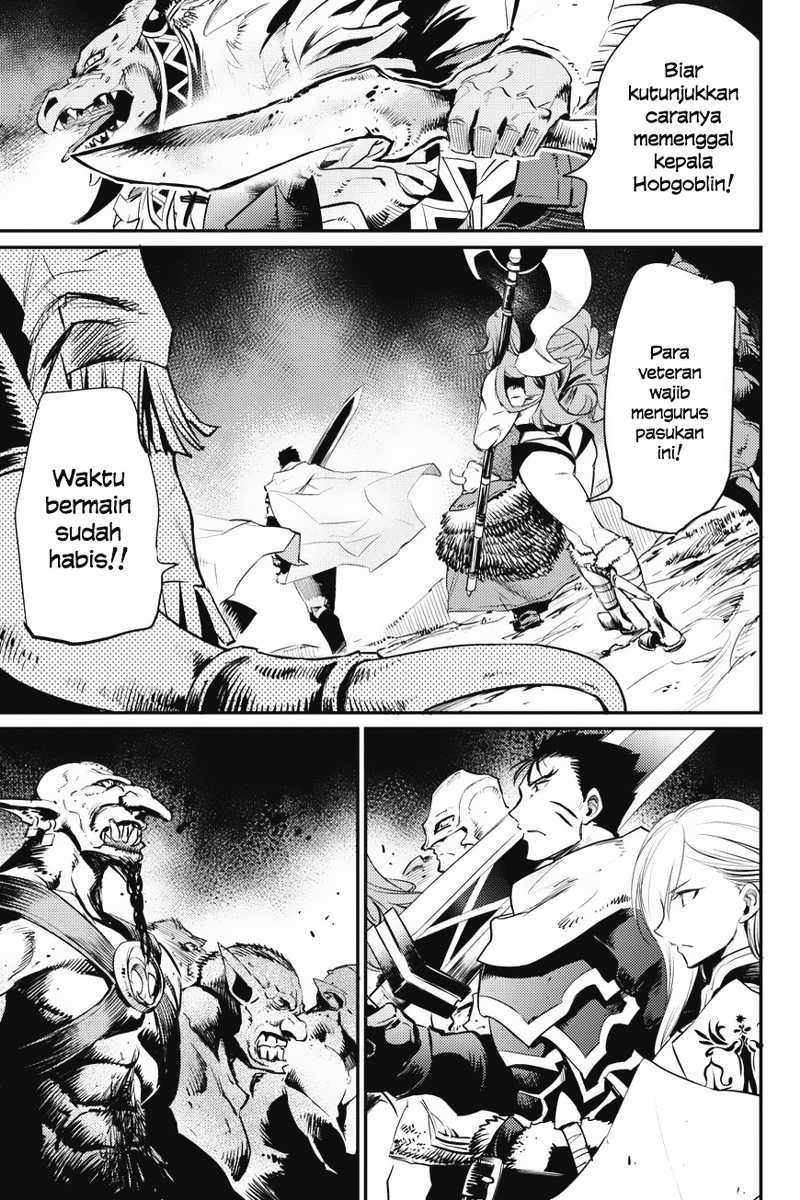 Biar
kutunjukkan
caranya
memenggal
kepala
Hobgoblin!
Para
veteran
wajib
mengurus
pasukan
ini!
Waktu
bermain
sudah
habis!!